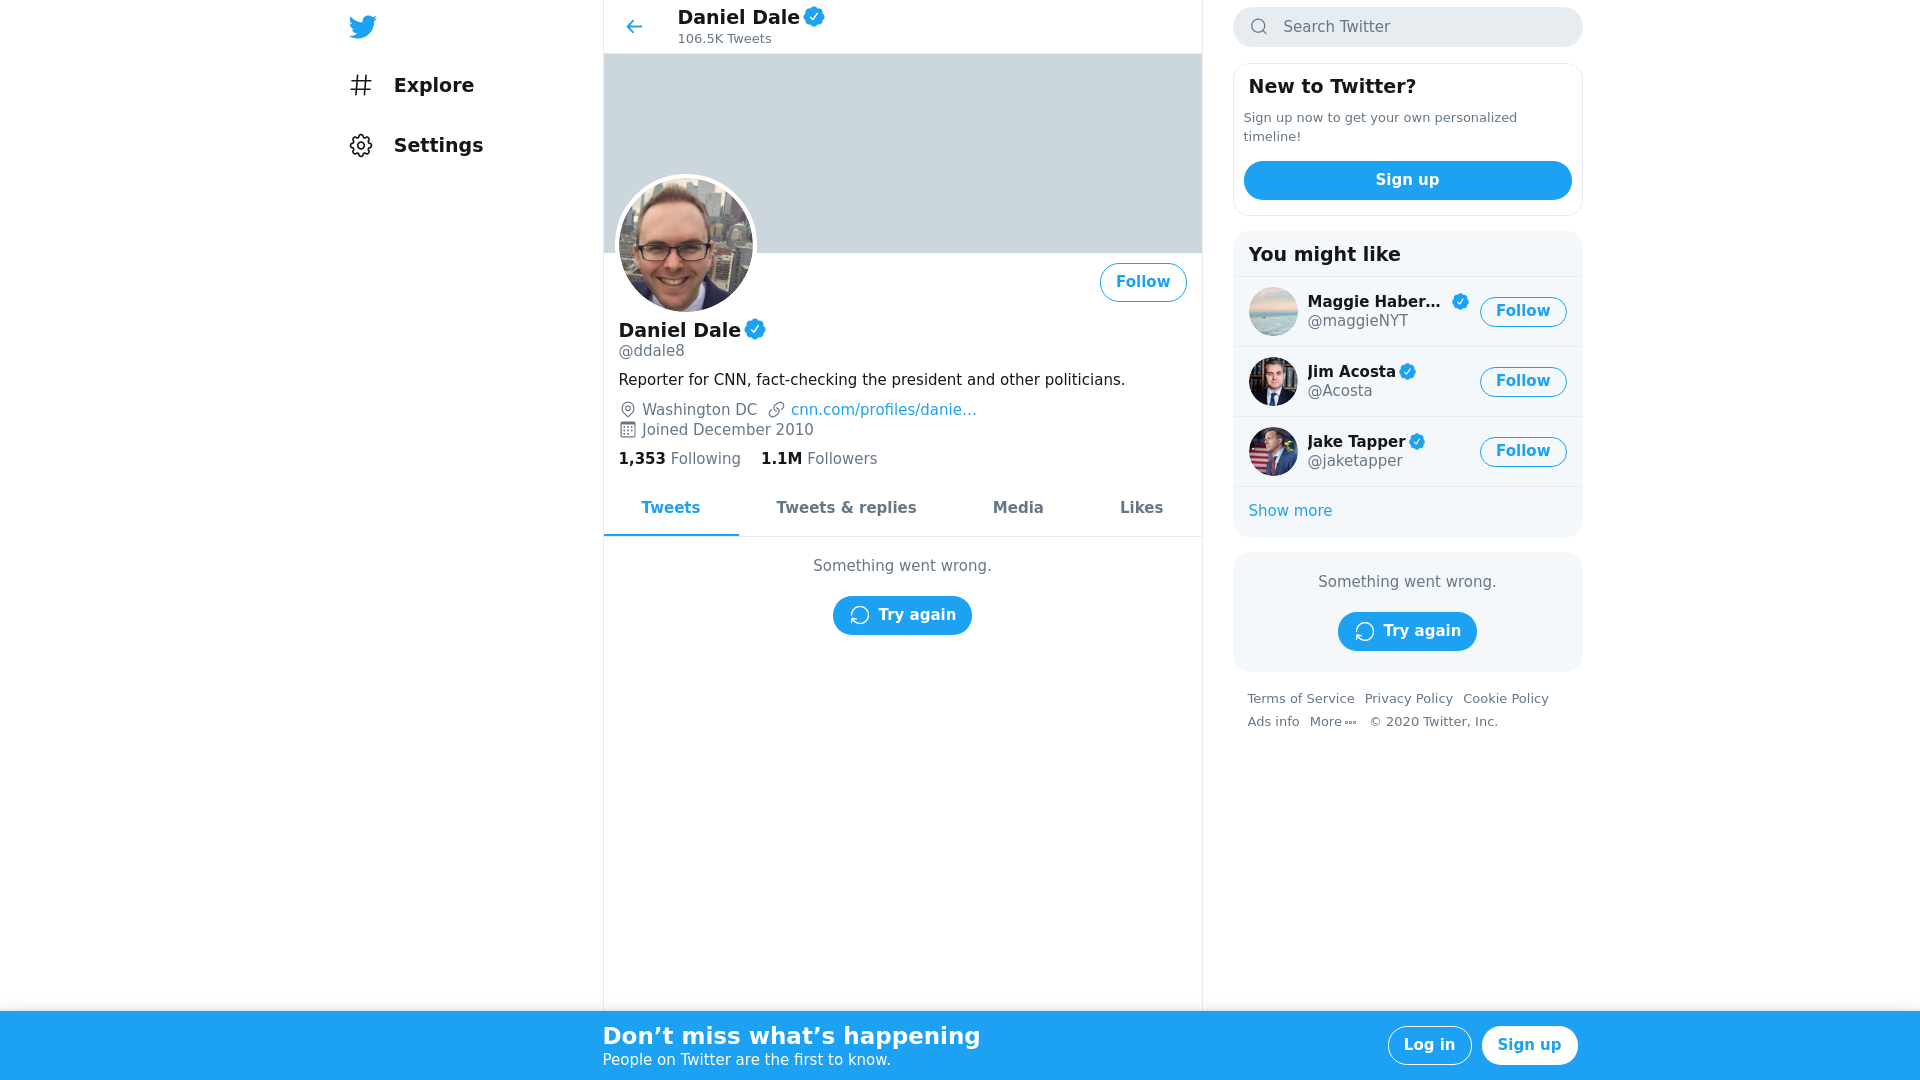 Explore
Settings
Daniel Dale
106.5K Tweets
Follow
Daniel Dale
@ddale8
Reporter for CNN, fact-checking the president and other politicians.
Washington DC cnn.com/profiles/danie…
Joined December 2010
1,353 Following 1.1M Followers
Tweets Tweets & replies Media Likes
Something went wrong.
Try again
Search Twitter
New to Twitter?
Sign up now to get your own personalized
timeline!
Sign up
You might like
Maggie Haber…
@maggieNYT
Follow
Jim Acosta
@Acosta
Follow
Jake Tapper
@jaketapper
Follow
Show more
Something went wrong.
Try again
Terms of Service Privacy Policy Cookie Policy
Ads info More © 2020 Twitter, Inc.
Don’t miss what’s happening
People on Twitter are the first to know.
Log in
Sign up